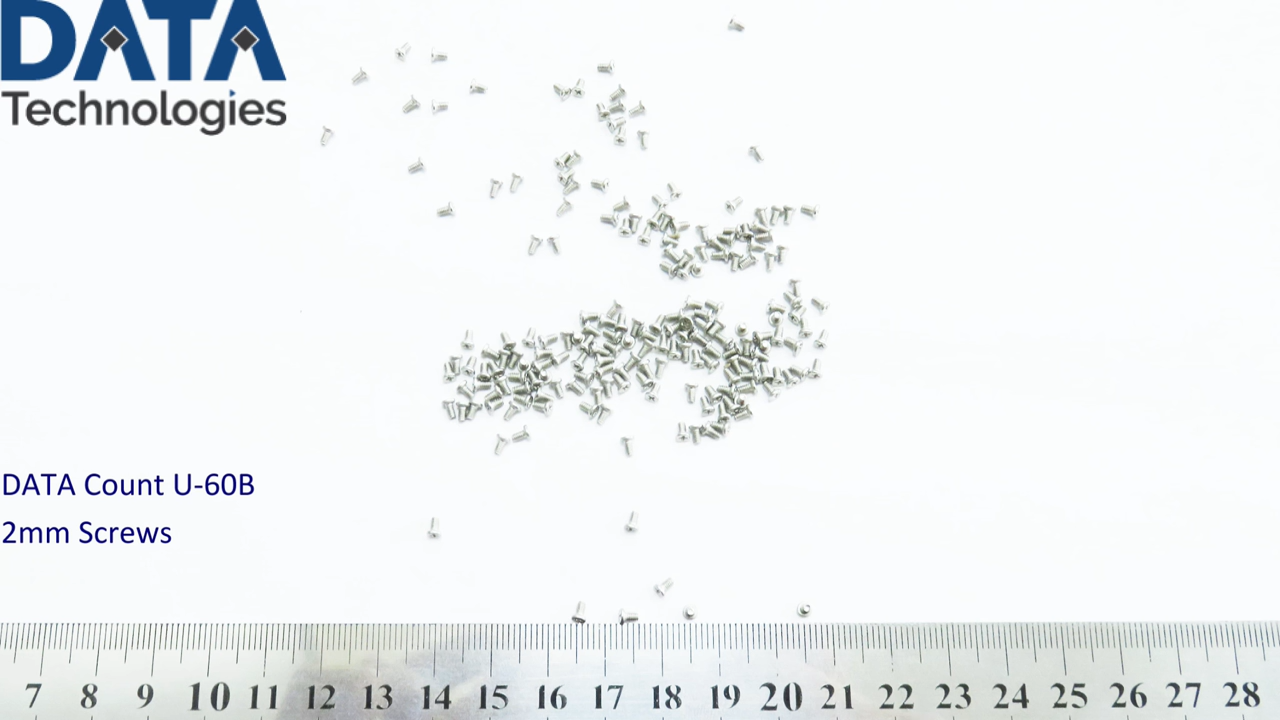 DATA
Technologies
DATA Count U-60B
2mm Screws
7 8 9 10 11 12 13 14 15 16 17 18 19 20 21 22 23 24 25 26 27 28